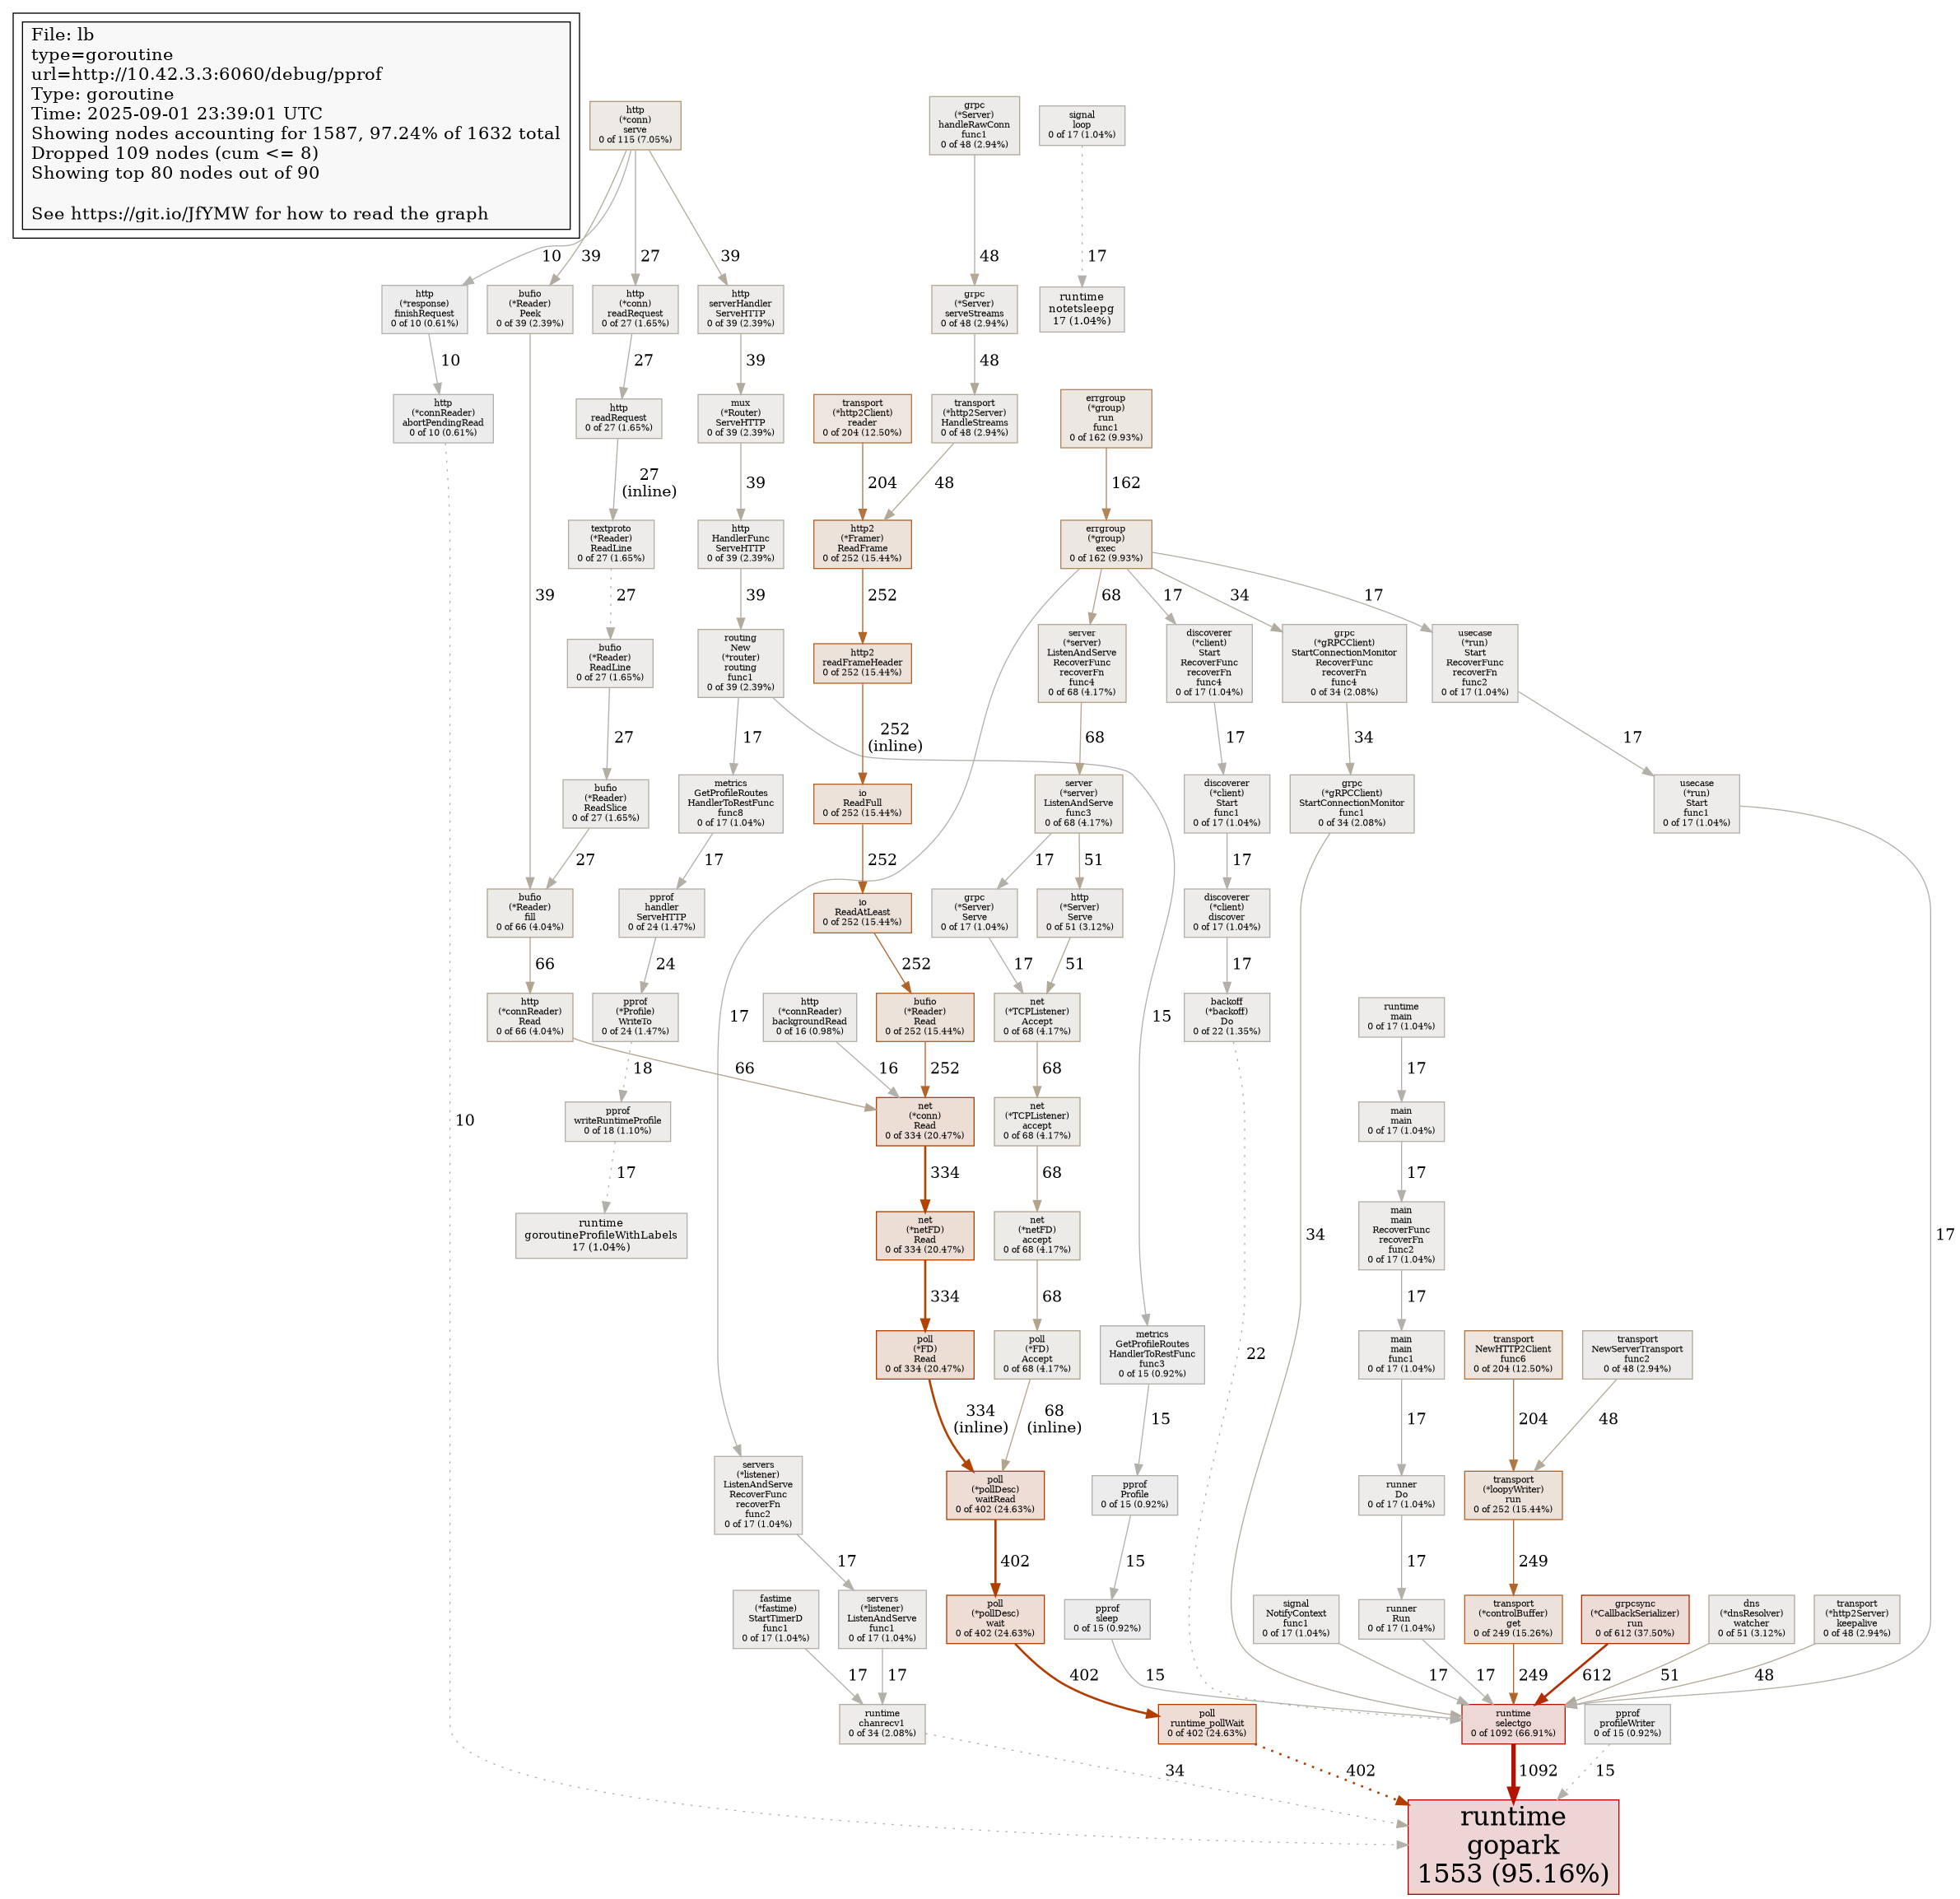 File: lb
type=goroutine
url=http://10.42.3.3:6060/debug/pprof
Type: goroutine
Time: 2025-09-01 23:39:01 UTC
Showing nodes accounting for 1587, 97.24% of 1632 total
Dropped 109 nodes (cum <= 8)
Showing top 80 nodes out of 90
See https://git.io/JfYMW for how to read the graph
http
(*conn)
serve
0 of 115 (7.05%)
grpc
(*Server)
handleRawConn
func1
0 of 48 (2.94%)
signal
loop
0 of 17 (1.04%)
10
39
27
39
48
17
http
(*response)
finishRequest
0 of 10 (0.61%)
bufio
(*Reader)
Peek
0 of 39 (2.39%)
http
(*conn)
readRequest
0 of 27 (1.65%)
http
serverHandler
ServeHTTP
0 of 39 (2.39%)
grpc
(*Server)
serveStreams
0 of 48 (2.94%)
runtime
notetsleepg
17 (1.04%)
10
27
39
48
http
(*connReader)
abortPendingRead
0 of 10 (0.61%)
http
readRequest
0 of 27 (1.65%)
mux
(*Router)
ServeHTTP
0 of 39 (2.39%)
transport
(*http2Client)
reader
0 of 204 (12.50%)
transport
(*http2Server)
HandleStreams
0 of 48 (2.94%)
errgroup
(*group)
run
func1
0 of 162 (9.93%)
27
(inline)
39
204
48
162
textproto
(*Reader)
ReadLine
0 of 27 (1.65%)
http
HandlerFunc
ServeHTTP
0 of 39 (2.39%)
http2
(*Framer)
ReadFrame
0 of 252 (15.44%)
errgroup
(*group)
exec
0 of 162 (9.93%)
39
27
39
252
68
17
34
17
bufio
(*Reader)
ReadLine
0 of 27 (1.65%)
routing
New
(*router)
routing
func1
0 of 39 (2.39%)
http2
readFrameHeader
0 of 252 (15.44%)
server
(*server)
ListenAndServe
RecoverFunc
recoverFn
func4
0 of 68 (4.17%)
discoverer
(*client)
Start
RecoverFunc
recoverFn
func4
0 of 17 (1.04%)
grpc
(*gRPCClient)
StartConnectionMonitor
RecoverFunc
recoverFn
func4
0 of 34 (2.08%)
usecase
(*run)
Start
RecoverFunc
recoverFn
func2
0 of 17 (1.04%)
27
17
252
(inline)
68
17
34
17
bufio
(*Reader)
ReadSlice
0 of 27 (1.65%)
metrics
GetProfileRoutes
HandlerToRestFunc
func8
0 of 17 (1.04%)
io
ReadFull
0 of 252 (15.44%)
server
(*server)
ListenAndServe
func3
0 of 68 (4.17%)
discoverer
(*client)
Start
func1
0 of 17 (1.04%)
grpc
(*gRPCClient)
StartConnectionMonitor
func1
0 of 34 (2.08%)
usecase
(*run)
Start
func1
0 of 17 (1.04%)
27
17
252
17
51
17
bufio
(*Reader)
fill
0 of 66 (4.04%)
pprof
handler
ServeHTTP
0 of 24 (1.47%)
io
ReadAtLeast
0 of 252 (15.44%)
grpc
(*Server)
Serve
0 of 17 (1.04%)
http
(*Server)
Serve
0 of 51 (3.12%)
discoverer
(*client)
discover
0 of 17 (1.04%)
66
24
252
17
51
17
http
(*connReader)
Read
0 of 66 (4.04%)
pprof
(*Profile)
WriteTo
0 of 24 (1.47%)
17
http
(*connReader)
backgroundRead
0 of 16 (0.98%)
bufio
(*Reader)
Read
0 of 252 (15.44%)
net
(*TCPListener)
Accept
0 of 68 (4.17%)
15
backoff
(*backoff)
Do
0 of 22 (1.35%)
runtime
main
0 of 17 (1.04%)
18
66
16
252
68
17
10
pprof
writeRuntimeProfile
0 of 18 (1.10%)
net
(*conn)
Read
0 of 334 (20.47%)
net
(*TCPListener)
accept
0 of 68 (4.17%)
main
main
0 of 17 (1.04%)
17
334
68
17
runtime
goroutineProfileWithLabels
17 (1.04%)
net
(*netFD)
Read
0 of 334 (20.47%)
net
(*netFD)
accept
0 of 68 (4.17%)
34
main
main
RecoverFunc
recoverFn
func2
0 of 17 (1.04%)
17
334
68
17
poll
(*FD)
Read
0 of 334 (20.47%)
poll
(*FD)
Accept
0 of 68 (4.17%)
metrics
GetProfileRoutes
HandlerToRestFunc
func3
0 of 15 (0.92%)
22
main
main
func1
0 of 17 (1.04%)
transport
NewHTTP2Client
func6
0 of 204 (12.50%)
transport
NewServerTransport
func2
0 of 48 (2.94%)
334
(inline)
68
(inline)
15
17
204
48
servers
(*listener)
ListenAndServe
RecoverFunc
recoverFn
func2
0 of 17 (1.04%)
poll
(*pollDesc)
waitRead
0 of 402 (24.63%)
pprof
Profile
0 of 15 (0.92%)
runner
Do
0 of 17 (1.04%)
transport
(*loopyWriter)
run
0 of 252 (15.44%)
17
402
15
17
249
fastime
(*fastime)
StartTimerD
func1
0 of 17 (1.04%)
servers
(*listener)
ListenAndServe
func1
0 of 17 (1.04%)
poll
(*pollDesc)
wait
0 of 402 (24.63%)
pprof
sleep
0 of 15 (0.92%)
signal
NotifyContext
func1
0 of 17 (1.04%)
runner
Run
0 of 17 (1.04%)
transport
(*controlBuffer)
get
0 of 249 (15.26%)
grpcsync
(*CallbackSerializer)
run
0 of 612 (37.50%)
dns
(*dnsResolver)
watcher
0 of 51 (3.12%)
transport
(*http2Server)
keepalive
0 of 48 (2.94%)
17
17
402
15
17
17
249
612
51
48
runtime
chanrecv1
0 of 34 (2.08%)
poll
runtime_pollWait
0 of 402 (24.63%)
runtime
selectgo
0 of 1092 (66.91%)
pprof
profileWriter
0 of 15 (0.92%)
34
402
1092
15
runtime
gopark
1553 (95.16%)